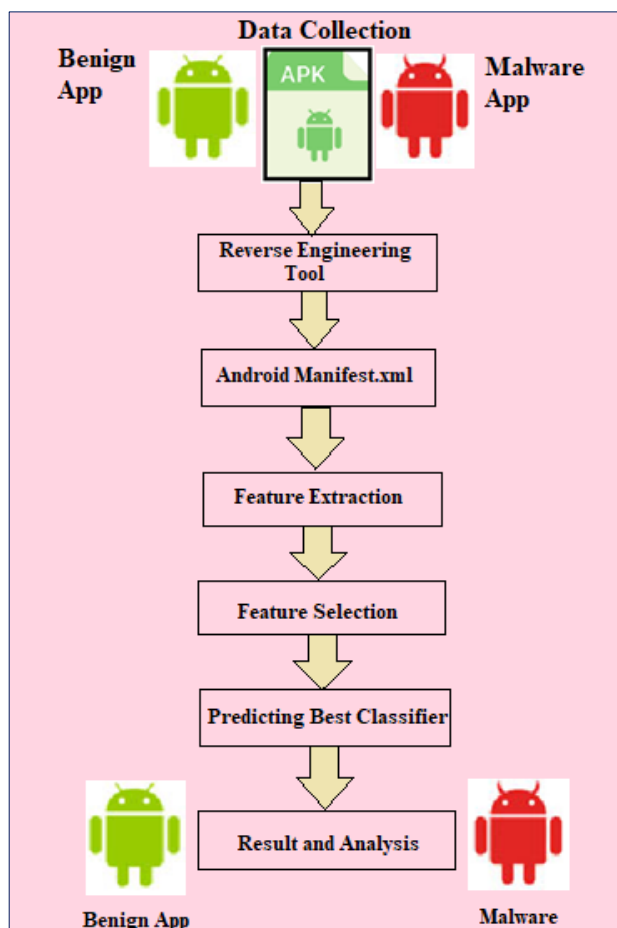 Data Collection
Benign
App
APK
Malware
App
Reverse Engineering
Tool
Android Manifest.xml
Feature Extraction
Feature Selection
Predicting Best Classifier
Result and Analysis
Benign App
Malware